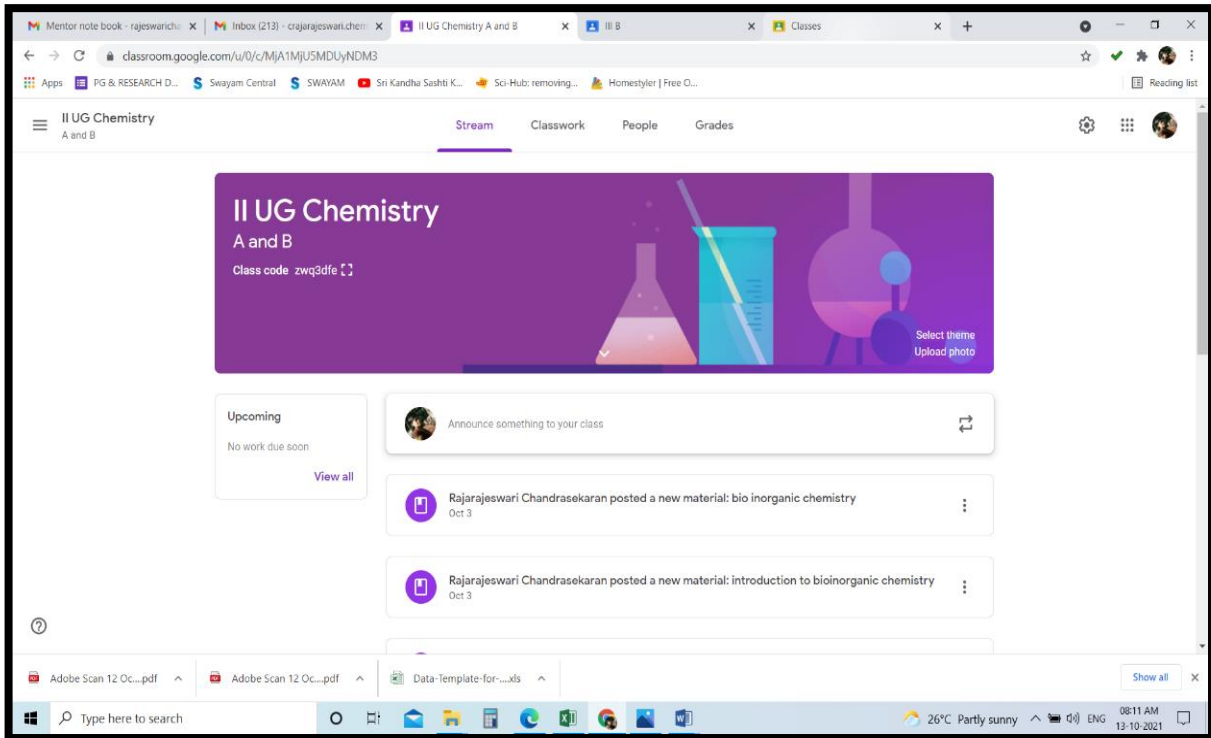 Mentor note book - rajeswaricha
Inbox (213) - crajarajeswari.chem
II UG Chemistry A and B
III B
Classes
classroom.google.com/u/0/c/MjA1MjU5MDUyNDM3
Apps
PG & RESEARCH D...
Swayam Central
SWAYAM
Sri Kandha Sashti K...
Sci-Hub: removing...
Homestyler | Free O...
Reading list
II UG Chemistry
A and B
Stream
Classwork
People
Grades
II UG Chemistry
A and B
Class code zwq3dfe
Select theme
Upload photo
Upcoming
No work due soon
View all
Announce something to your class
Rajarajeswari Chandrasekaran posted a new material: bio inorganic chemistry
Oct 3
Rajarajeswari Chandrasekaran posted a new material: introduction to bioinorganic chemistry
Oct 3
Adobe Scan 12 Oc....pdf
Adobe Scan 12 Oc....pdf
Data-Template-for-....xls
Show all
Type here to search
26°C Partly sunny
ENG
08:11 AM
13-10-2021